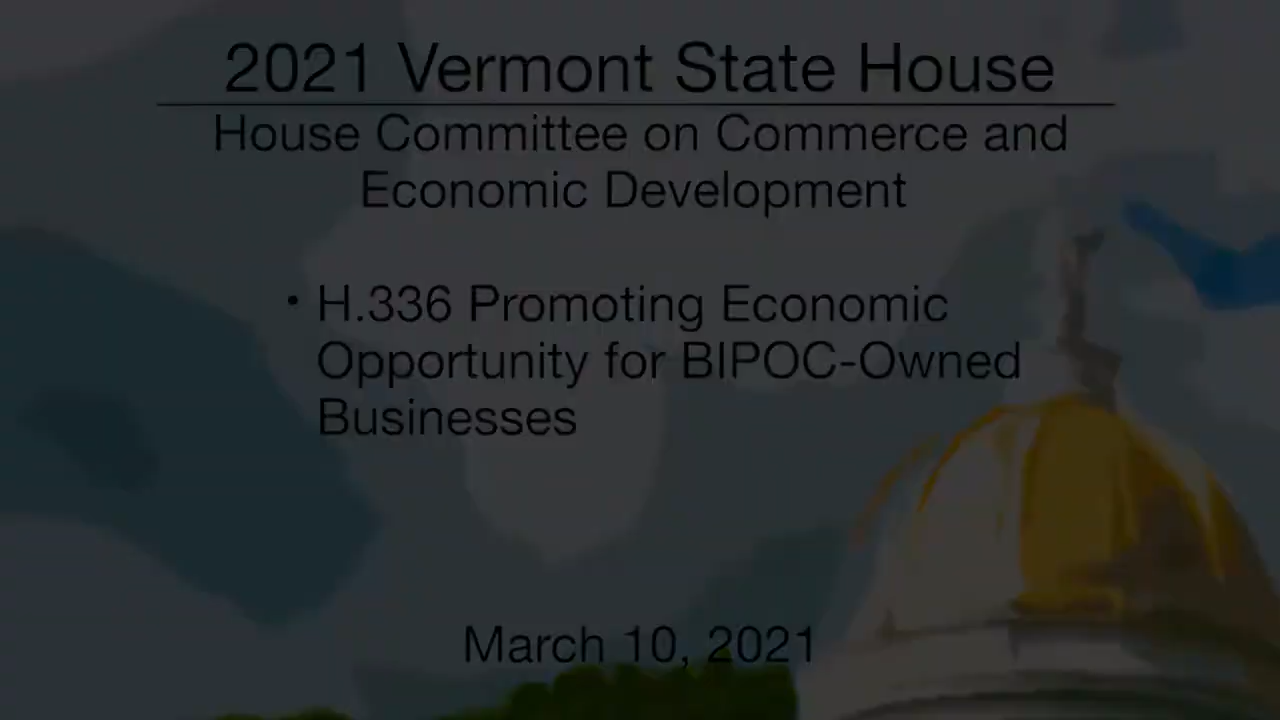 2021 Vermont State House
House Committee on Commerce and
Economic Development
• H.336 Promoting Economic
Opportunity for BIPOC-Owned
Businesses
March 10, 2021